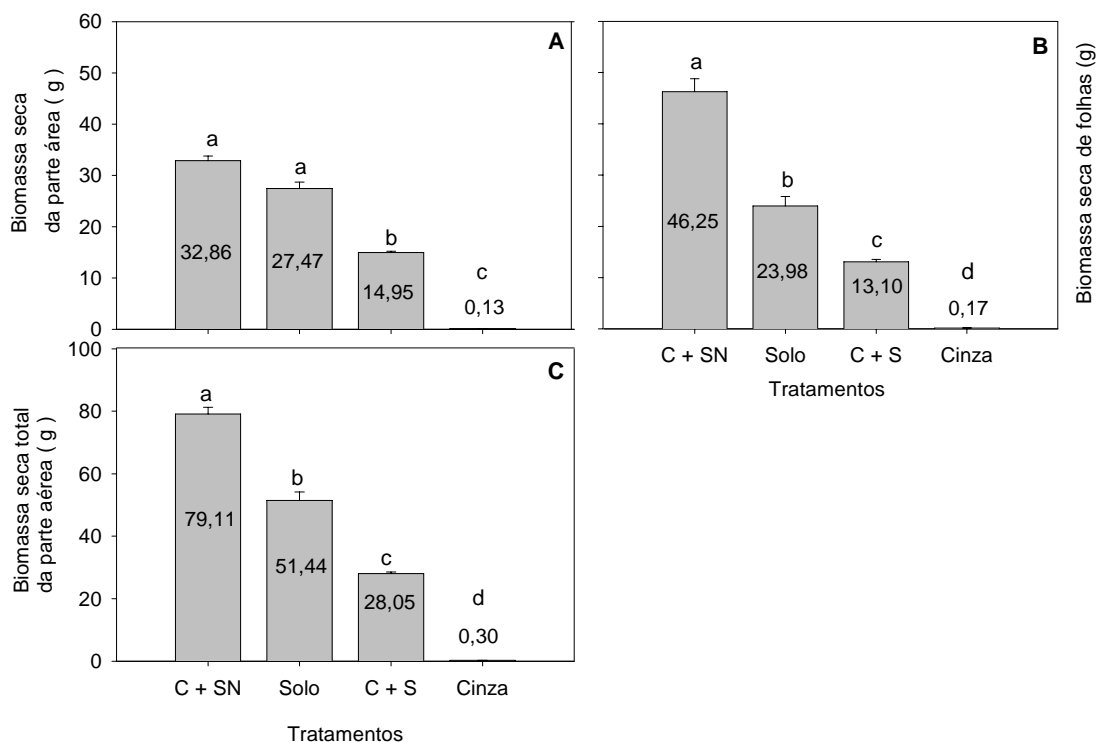 60
50
40
30
20
10
0
Biomassa seca
da parte área ( g )
A
a
a
b
c
32,86
27,47
14,95
0,13
B
a
b
c
d
46,25
23,98
13,10
0,17
C + SN Solo C + S Cinza
Tratamentos
Biomassa seca de folhas (g)
100
80
60
40
20
0
Biomassa seca total
da parte aérea ( g )
C
a
b
c
d
79,11
51,44
28,05
0,30
C + SN Solo C + S Cinza
Tratamentos